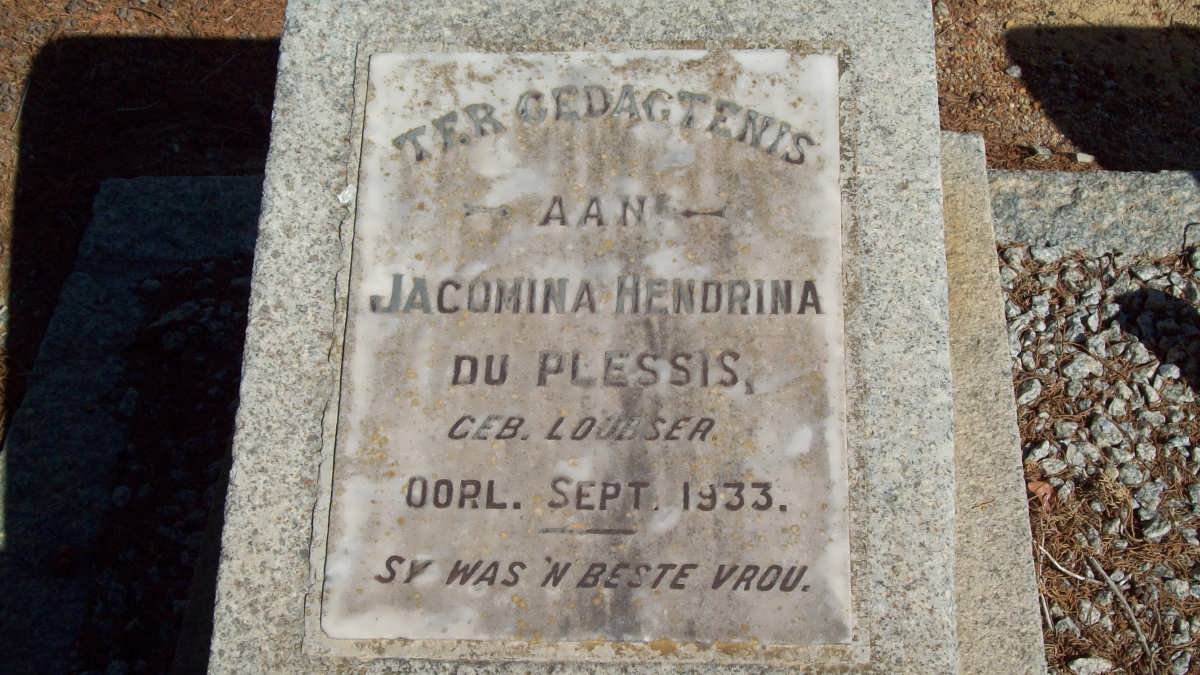 TER GEDAGTENIS
AAN
JACOMINA HENDRINA
DU PLESSIS,
GEB. LOUBSER.
OORL. SEPT. 1933.
SY WAS 'N BESTE VROU.